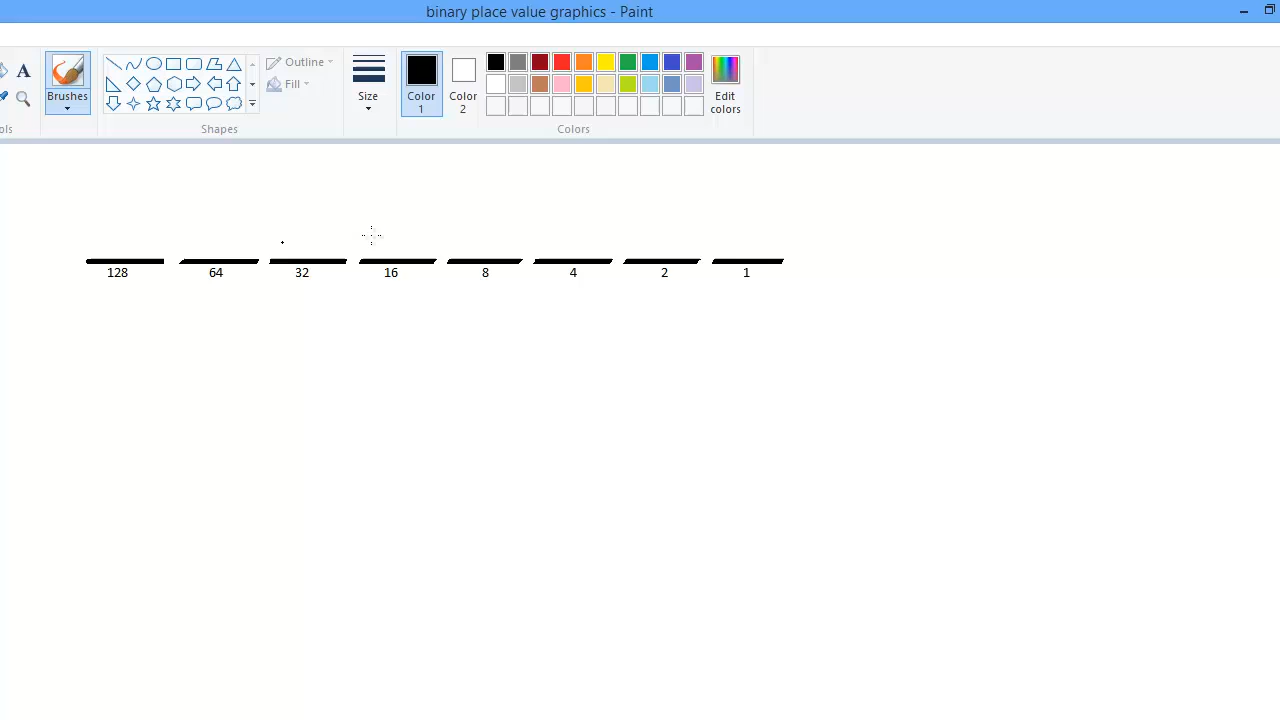 binary place value graphics - Paint
A
Brushes
Outline
Fill
Size
Color
1
Color
2
Edit
colors
ols
Shapes
Colors
128 64 32 16 8 4 2 1